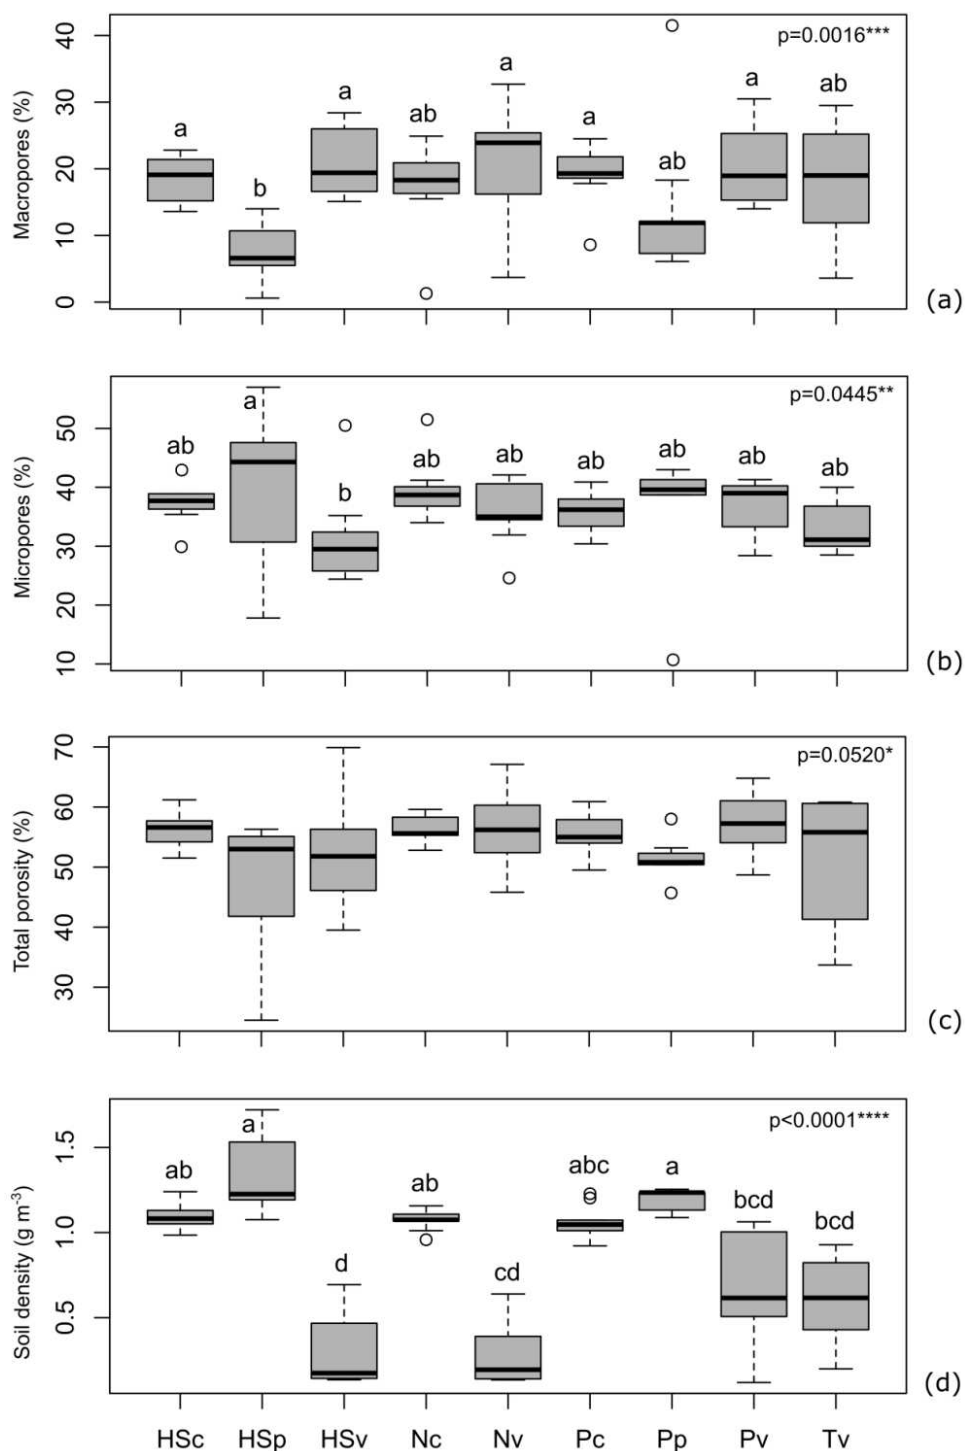 p=0.0016***
40
30
20
10
0
Macropores (%)
a b a ab a a ab a ab
(a)
p=0.0445**
50
40
30
20
10
Micropores (%)
ab a b ab ab ab ab ab ab
(b)
p=0.0520*
70
60
50
40
30
Total porosity (%)
(c)
p<0.0001****
1.5
1.0
0.5
Soil density (g m⁻³)
ab a d ab cd abc a bcd bcd
(d)
HSc HSp HSv Nc Nv Pc Pp Pv Tv